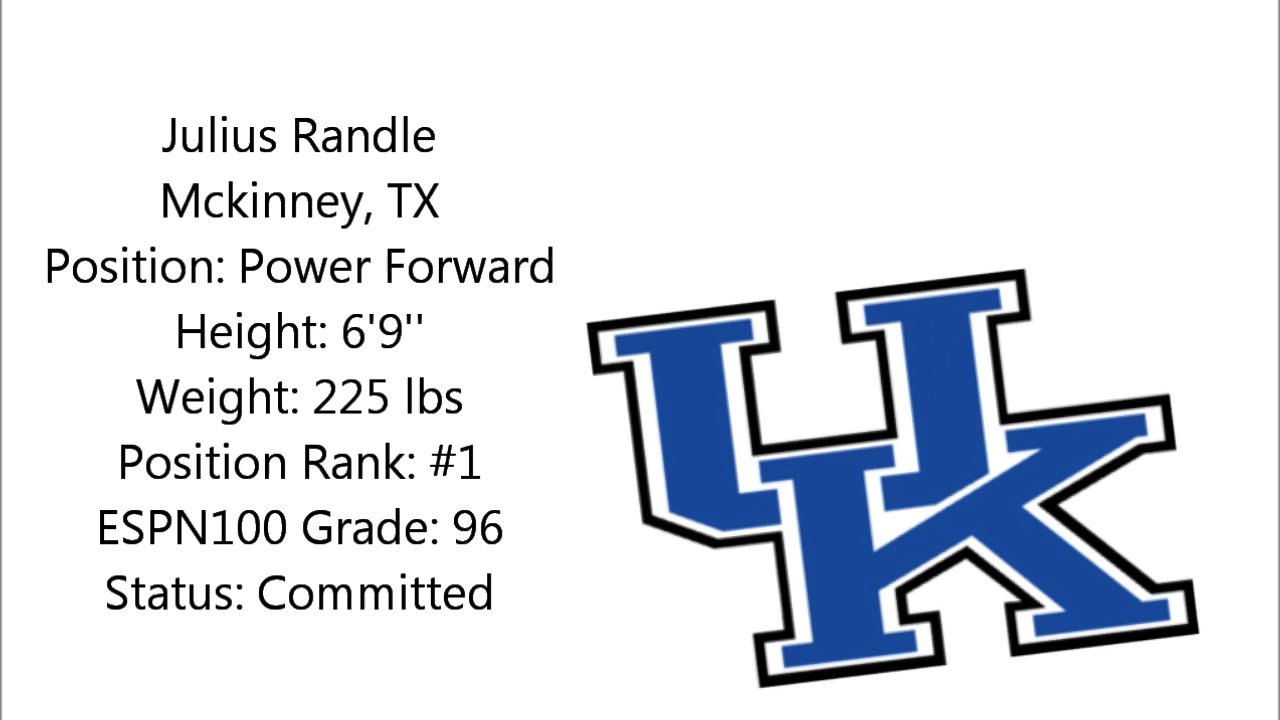 Julius Randle
Mckinney, TX
Position: Power Forward
Height: 6'9''
Weight: 225 lbs
Position Rank: #1
ESPN100 Grade: 96
Status: Committed
UK